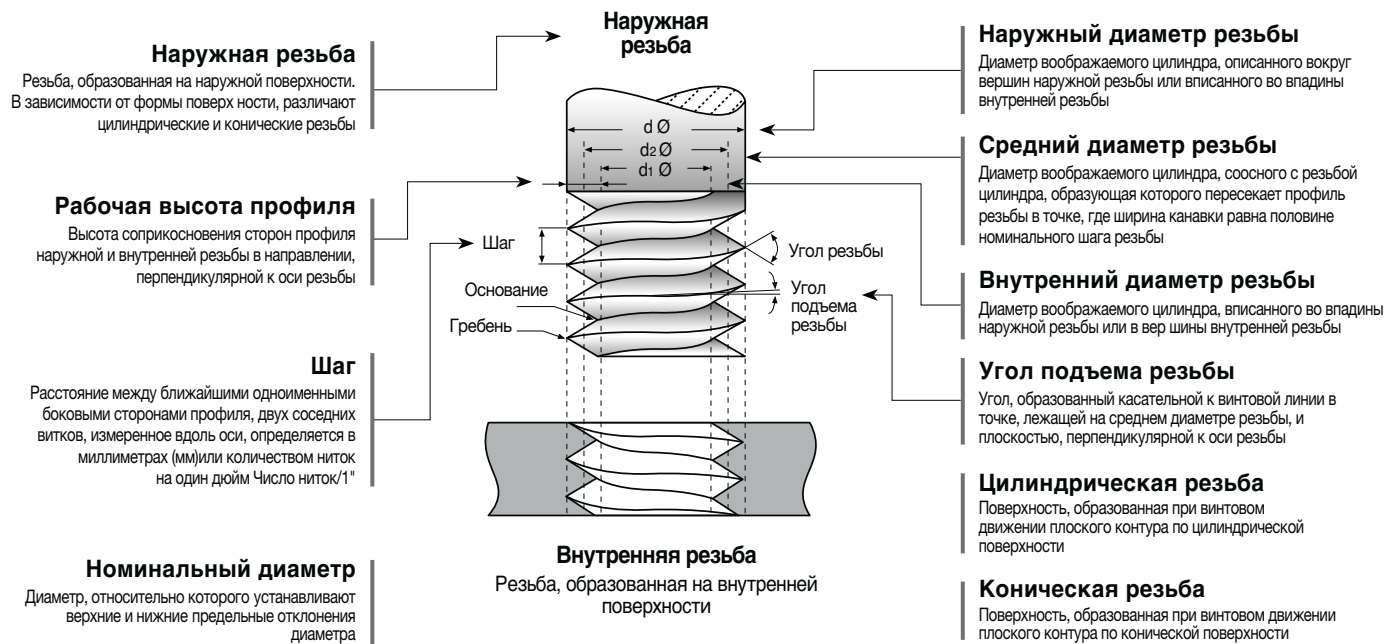 Наружная резьба
Резьба, образованная на наружной поверхности.
В зависимости от формы поверх ности, различают
цилиндрические и конические резьбы
Рабочая высота профиля
Высота соприкосновения сторон профиля
наружной и внутренней резьбы в направлении,
перпендикулярной к оси резьбы
Шаг
Расстояние между ближайшими одноименными
боковыми сторонами профиля, двух соседних
витков, измеренное вдоль оси, определяется в
миллиметрах (мм)или количеством ниток
на один дюйм Число ниток/1"
Номинальный диаметр
Диаметр, относительно которого устанавливают
верхние и нижние предельные отклонения
диаметра
Наружная
резьба
d Ø
d2 Ø
d1 Ø
Шаг
Основание
Гребень
Угол резьбы
Угол
подъема
резьбы
Внутренняя резьба
Резьба, образованная на внутренней
поверхности
Наружный диаметр резьбы
Диаметр воображаемого цилиндра, описанного вокруг
вершин наружной резьбы или вписанного во впадины
внутренней резьбы
Средний диаметр резьбы
Диаметр воображаемого цилиндра, соосного с резьбой
цилиндра, образующая которого пересекает профиль
резьбы в точке, где ширина канавки равна половине
номинального шага резьбы
Внутренний диаметр резьбы
Диаметр воображаемого цилиндра, вписанного во впадины
наружной резьбы или в вер шины внутренней резьбы
Угол подъема резьбы
Угол, образованный касательной к винтовой линии в
точке, лежащей на среднем диаметре резьбы, и
плоскостью, перпендикулярной к оси резьбы
Цилиндрическая резьба
Поверхность, образованная при винтовом
движении плоского контура по цилиндрической
поверхности
Коническая резьба
Поверхность, образованная при винтовом движении
плоского контура по конической поверхности